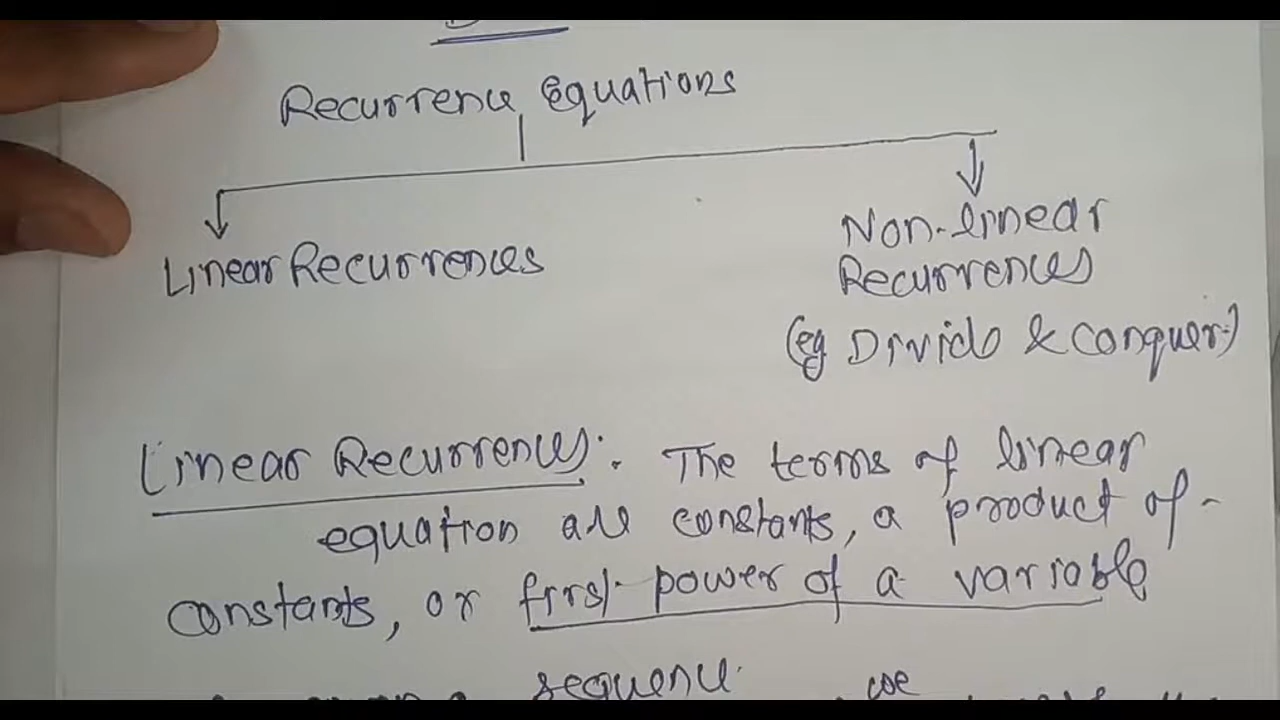 Recurrence Equations
Linear Recurrences
Non-linear
Recurrences
(eg Divide & Conquer)
Linear Recurrences: The terms of linear
equation are constants, a product of
constants, or first power of a variable
sequence we